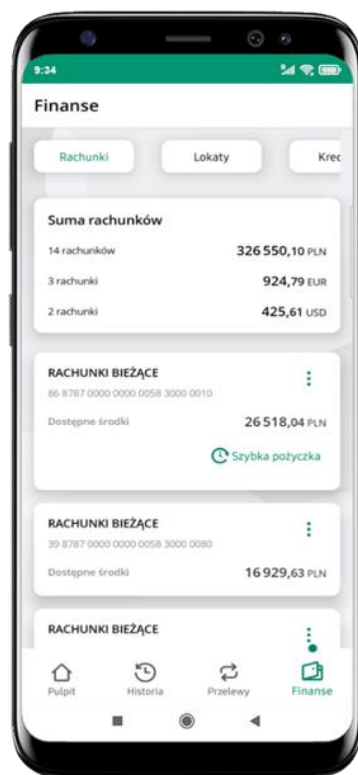 9:34
Finanse
Rachunki Lokaty Kred
Suma rachunków
14 rachunków 326 550,10 PLN
3 rachunki 924,79 EUR
2 rachunki 425,61 USD
RACHUNKI BIEŻĄCE
86 8787 0000 0000 0058 3000 0010
Dostępne środki 26 518,04 PLN
Szybka pożyczka
RACHUNKI BIEŻĄCE
39 8787 0000 0000 0058 3000 0080
Dostępne środki 16 929,63 PLN
RACHUNKI BIEŻĄCE
Pulpit Historia Przelewy Finanse